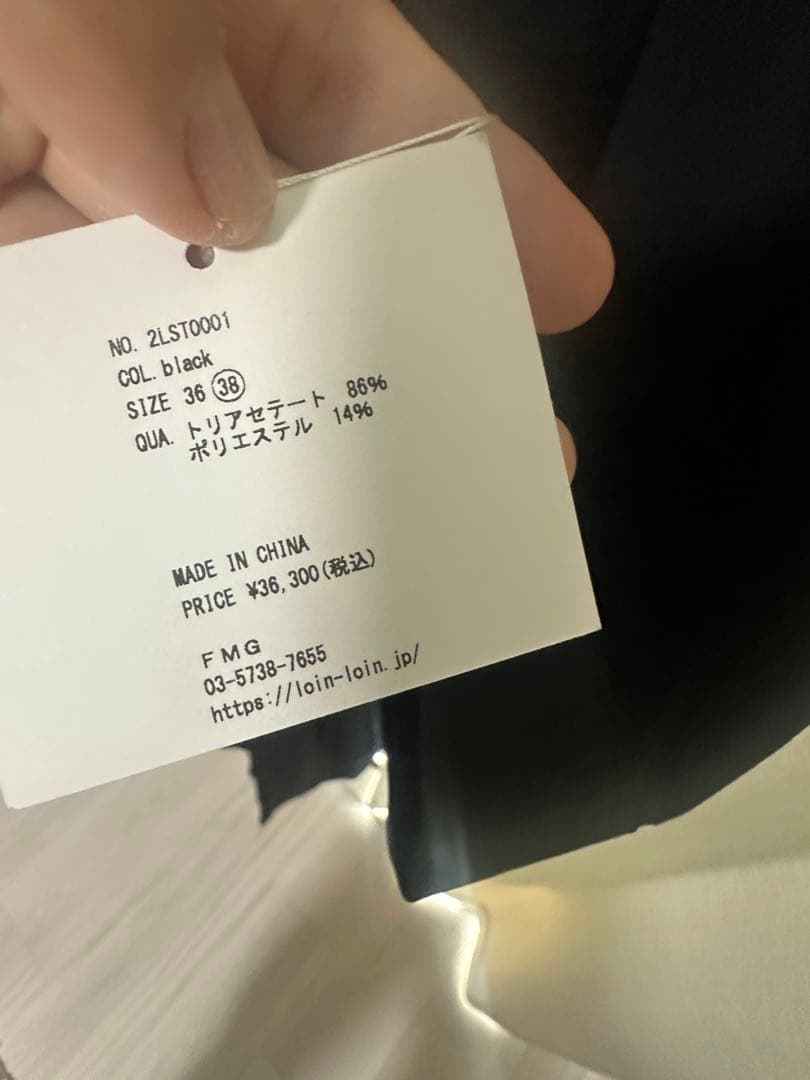 NO. 2LST0001
COL. black
SIZE 36 38
QUA. トリアセテート 86%
ポリエステル 14%
MADE IN CHINA
PRICE ¥36,300(税込)
FMG
03-5738-7655
https://loin-loin.jp/